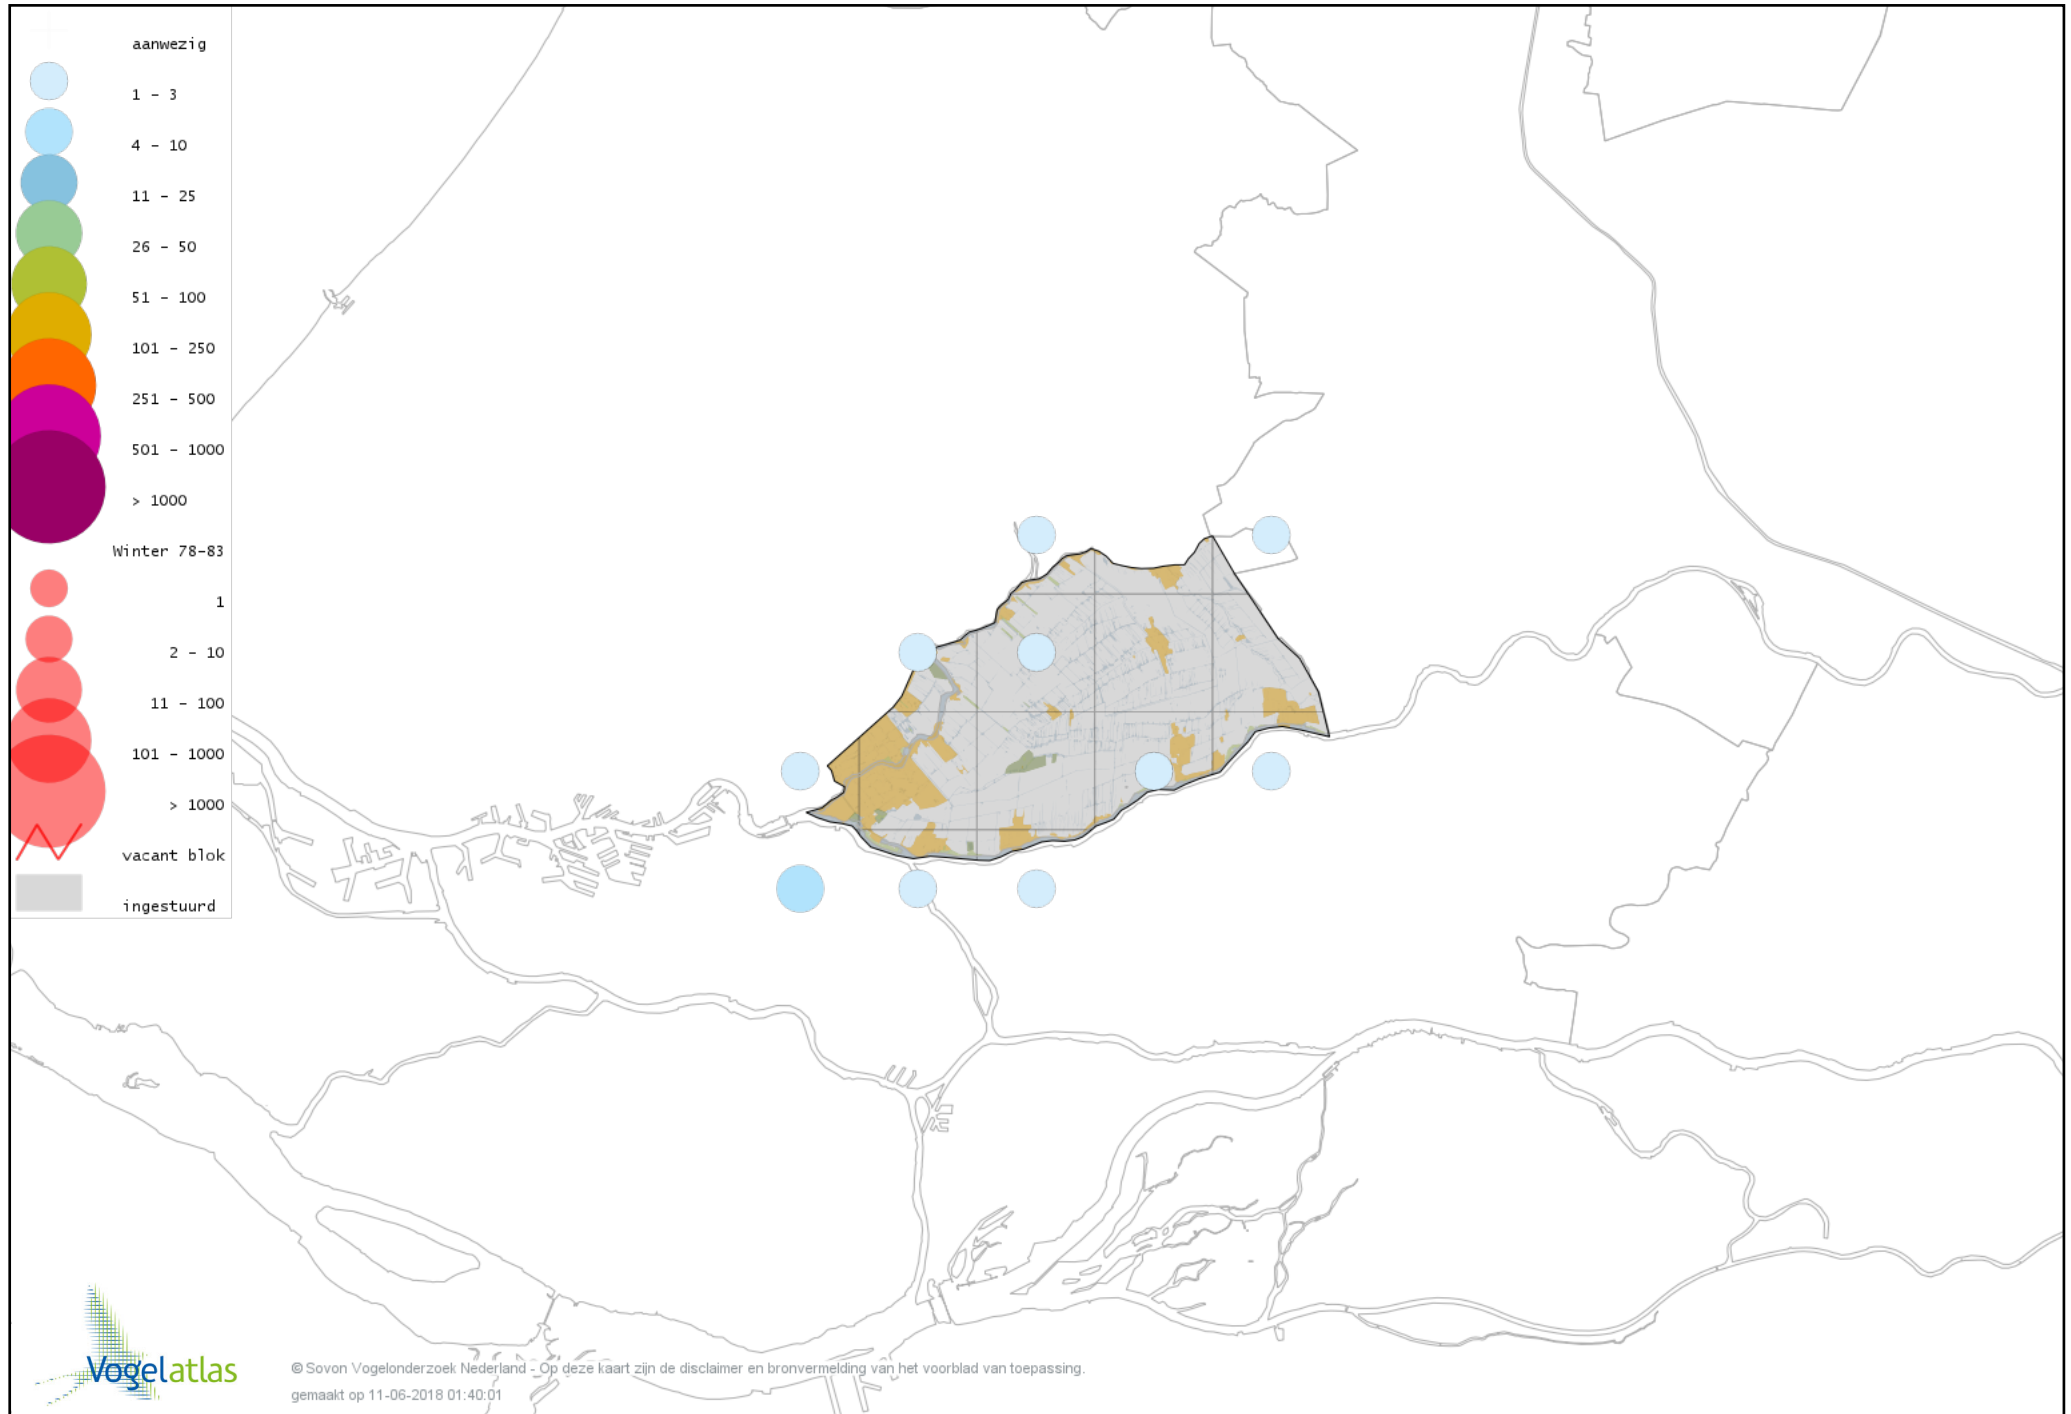 aanwezig
1 - 3
4 - 10
11 - 25
26 - 50
51 - 100
101 - 250
251 - 500
501 - 1000
> 1000
Winter 78-83
1
2 - 10
11 - 100
101 - 1000
> 1000
vacant blok
ingestuurd
Vogelatlas
© Sovon Vogelonderzoek Nederland - Op deze kaart zijn de disclaimer en bronvermelding van het voorblad van toepassing.
gemaakt op 11-06-2018 01:40:01